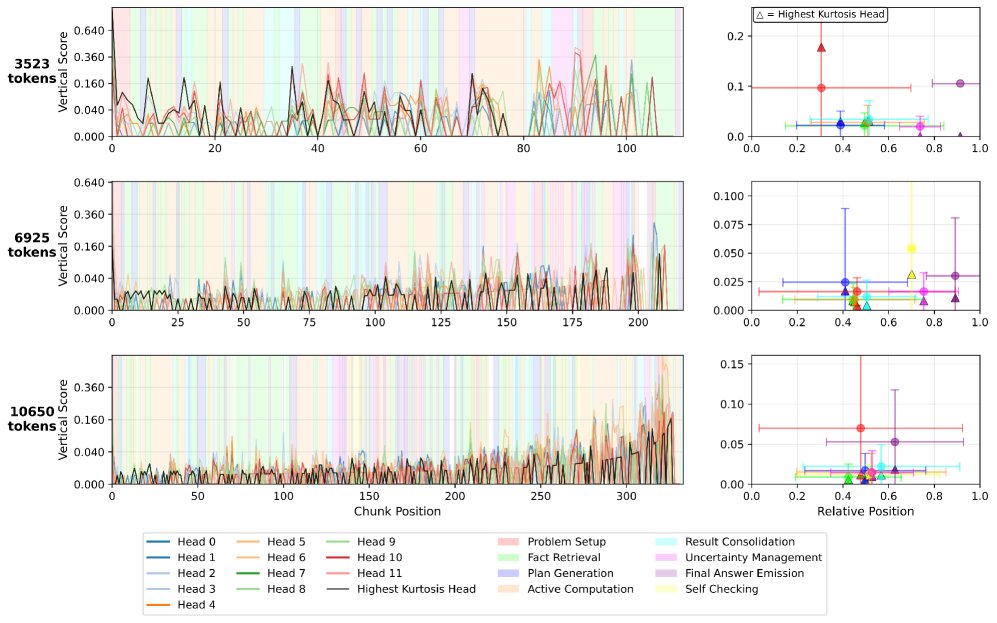 3523
tokens
Vertical Score
0.640
0.360
0.160
0.040
0.000
0 20 40 60 80 100
△ = Highest Kurtosis Head
0.2
0.1
0.0
0.0 0.2 0.4 0.6 0.8 1.0
6925
tokens
Vertical Score
0.640
0.360
0.160
0.040
0.000
0 25 50 75 100 125 150 175 200
0.100
0.075
0.050
0.025
0.000
0.0 0.2 0.4 0.6 0.8 1.0
10650
tokens
Vertical Score
0.360
0.160
0.040
0.000
0 50 100 150 200 250 300
Chunk Position
0.15
0.10
0.05
0.00
0.0 0.2 0.4 0.6 0.8 1.0
Relative Position
Head 0
Head 1
Head 2
Head 3
Head 4
Head 5
Head 6
Head 7
Head 8
Head 9
Head 10
Head 11
Highest Kurtosis Head
Problem Setup
Fact Retrieval
Plan Generation
Active Computation
Result Consolidation
Uncertainty Management
Final Answer Emission
Self Checking